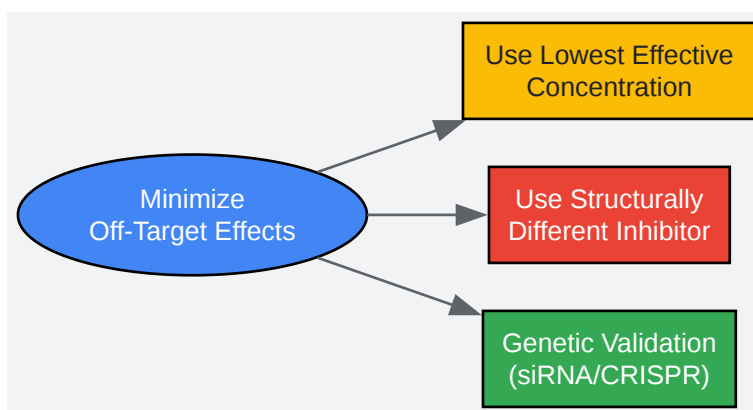 Use Lowest Effective
Concentration
Minimize
Off-Target Effects
Use Structurally
Different Inhibitor
Genetic Validation
(siRNA/CRISPR)